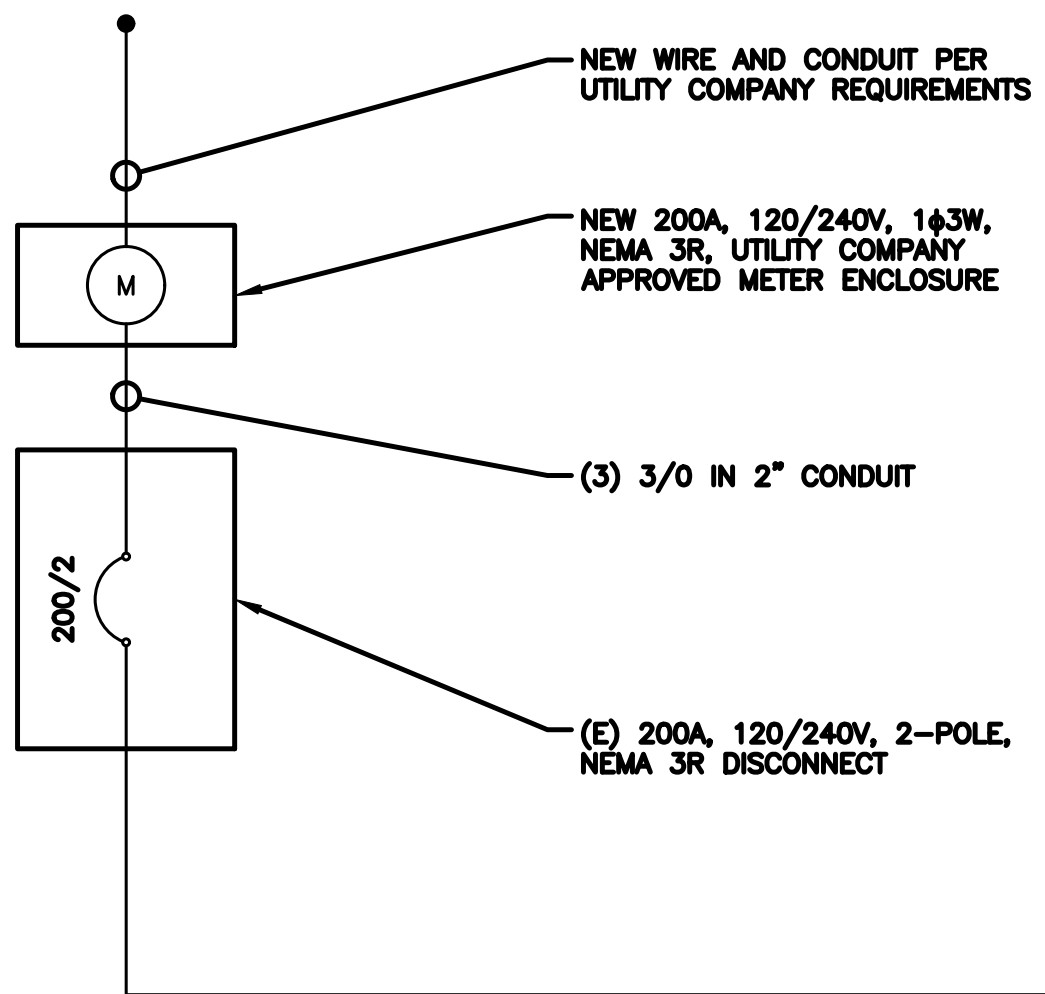 NEW WIRE AND CONDUIT PER
UTILITY COMPANY REQUIREMENTS
NEW 200A, 120/240V, 1ϕ3W,
NEMA 3R, UTILITY COMPANY
APPROVED METER ENCLOSURE
M
(3) 3/0 IN 2" CONDUIT
200/2
(E) 200A, 120/240V, 2-POLE,
NEMA 3R DISCONNECT